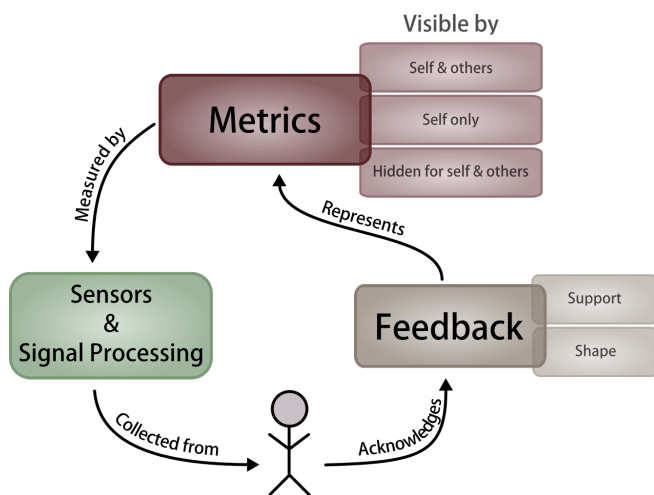 Visible by
Self & others
Metrics
Self only
Hidden for self & others
Measured by
Represents
Sensors
&
Signal Processing
Feedback
Support
Shape
Collected from
Acknowledges